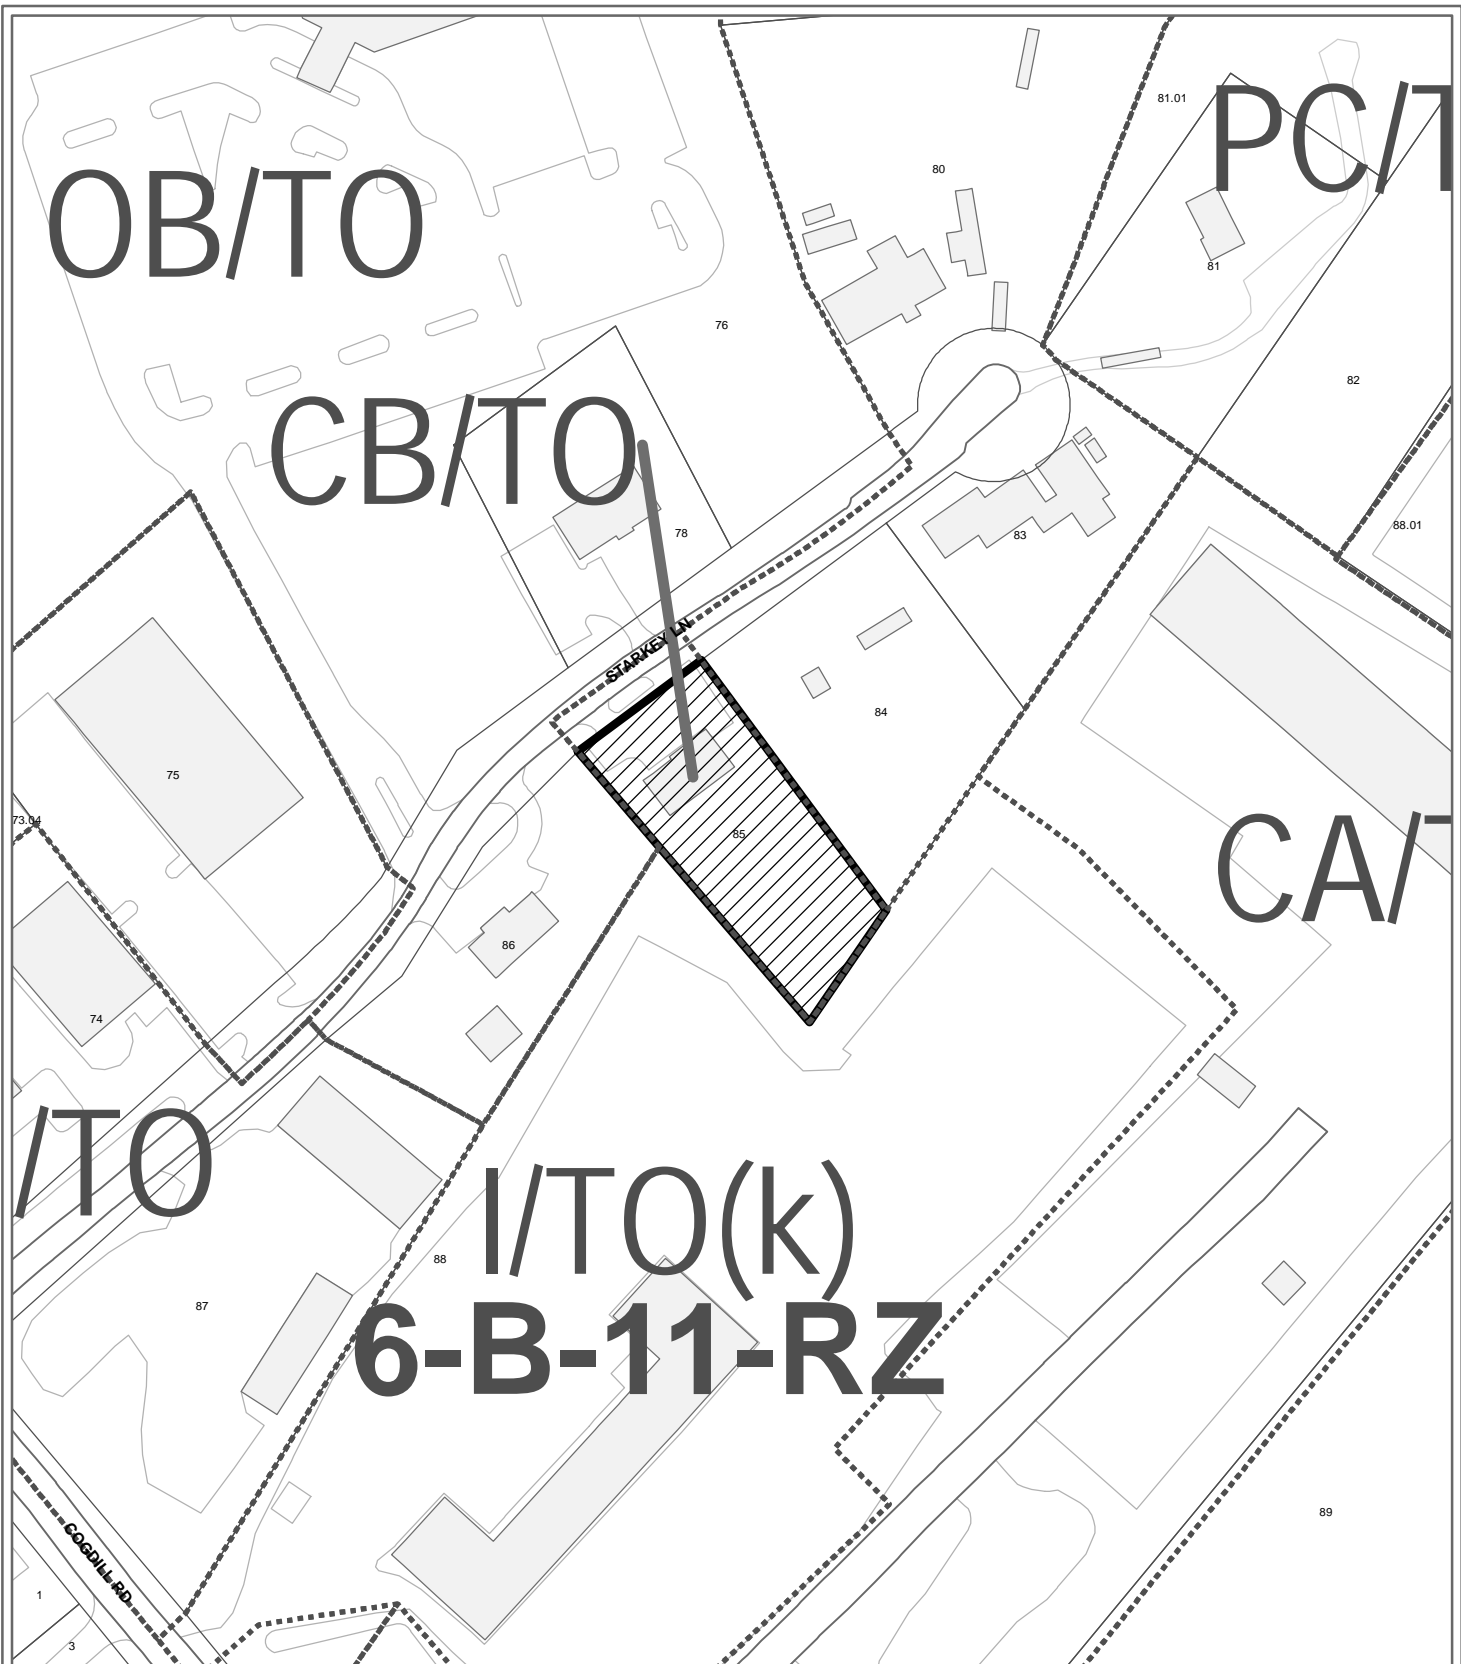 81.01
PC/T
80
OB/TO
81
76
82
CB/TO
88.01
78
83
STARKEY LN
84
75
73.04
85
CA/T
86
74
/TO
I/TO(k)
88
87
6-B-11-RZ
89
COGDILL RD
1
3